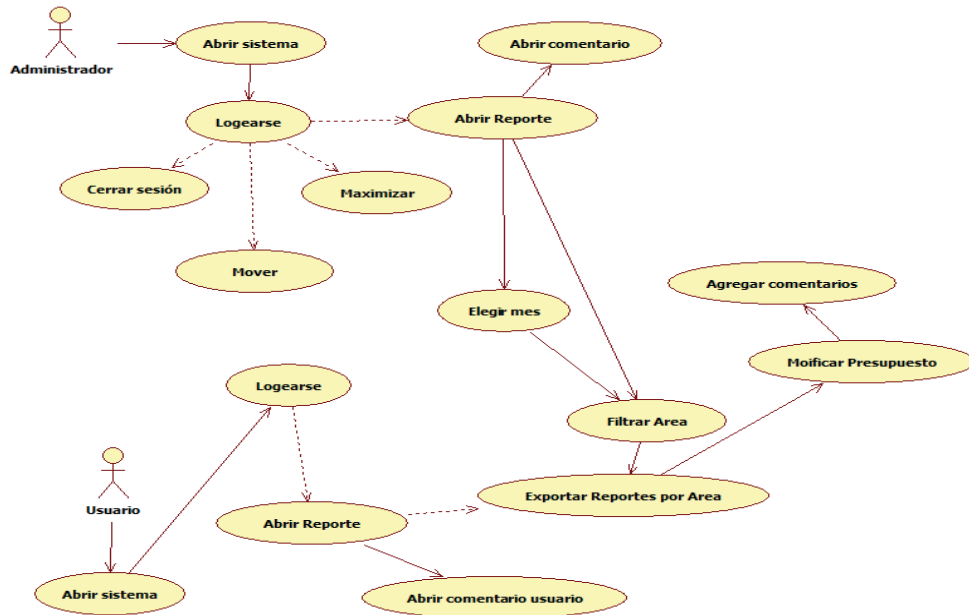 Abrir sistema
Abrir comentario
Administrador
Logearse
Abrir Reporte
Cerrar sesión
Maximizar
Mover
Agregar comentarios
Elegir mes
Moificar Presupuesto
Logearse
Filtrar Area
Exportar Reportes por Area
Usuario
Abrir Reporte
Abrir sistema
Abrir comentario usuario